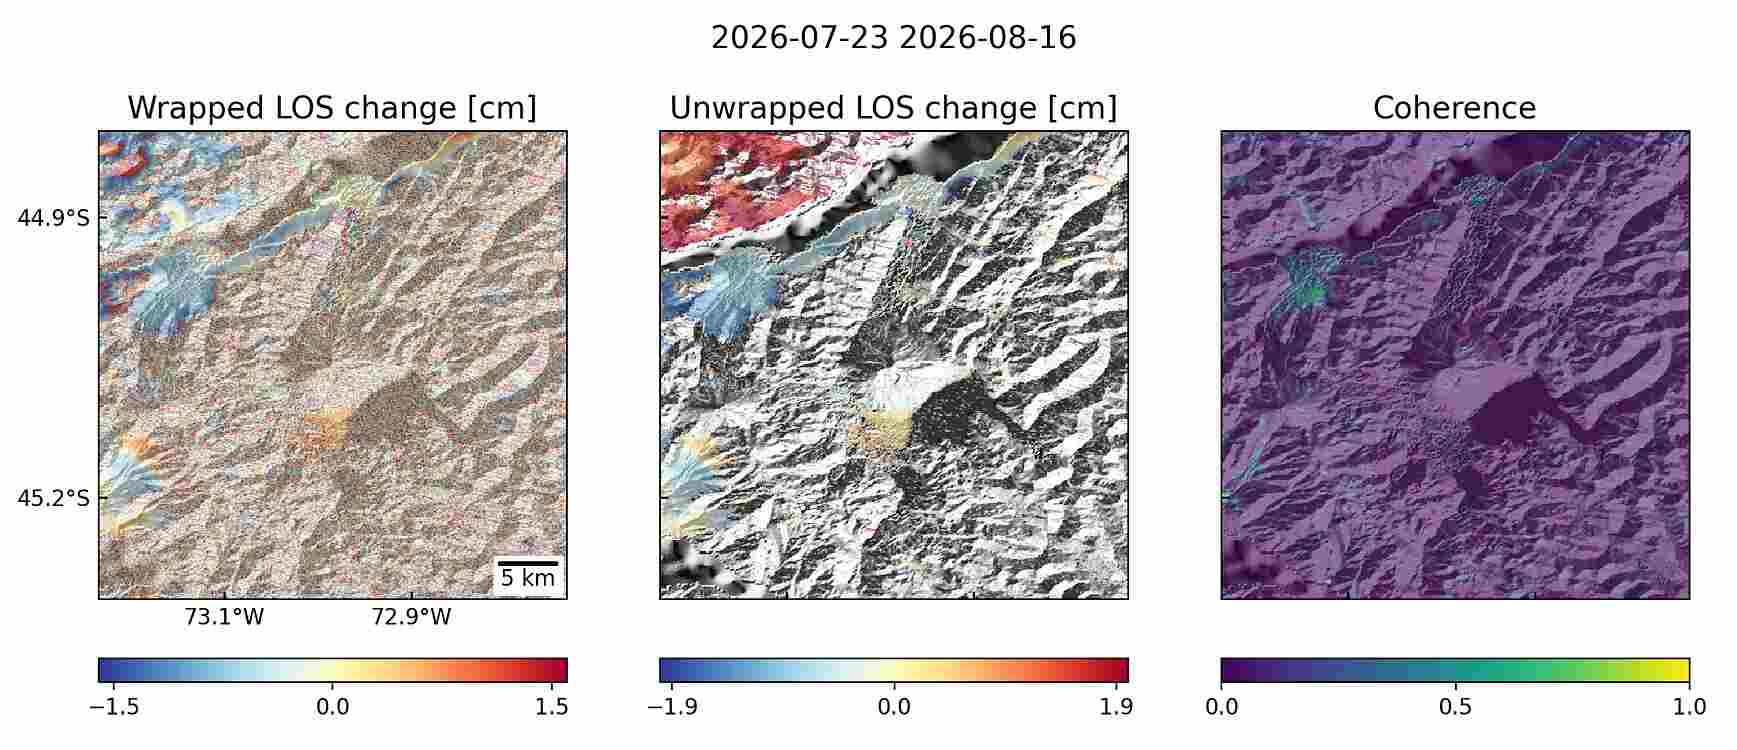 2026-07-23 2026-08-16
Wrapped LOS change [cm]
Unwrapped LOS change [cm]
Coherence
44.9°S
45.2°S
5 km
73.1°W
72.9°W
−1.5
0.0
1.5
−1.9
0.0
1.9
0.0
0.5
1.0